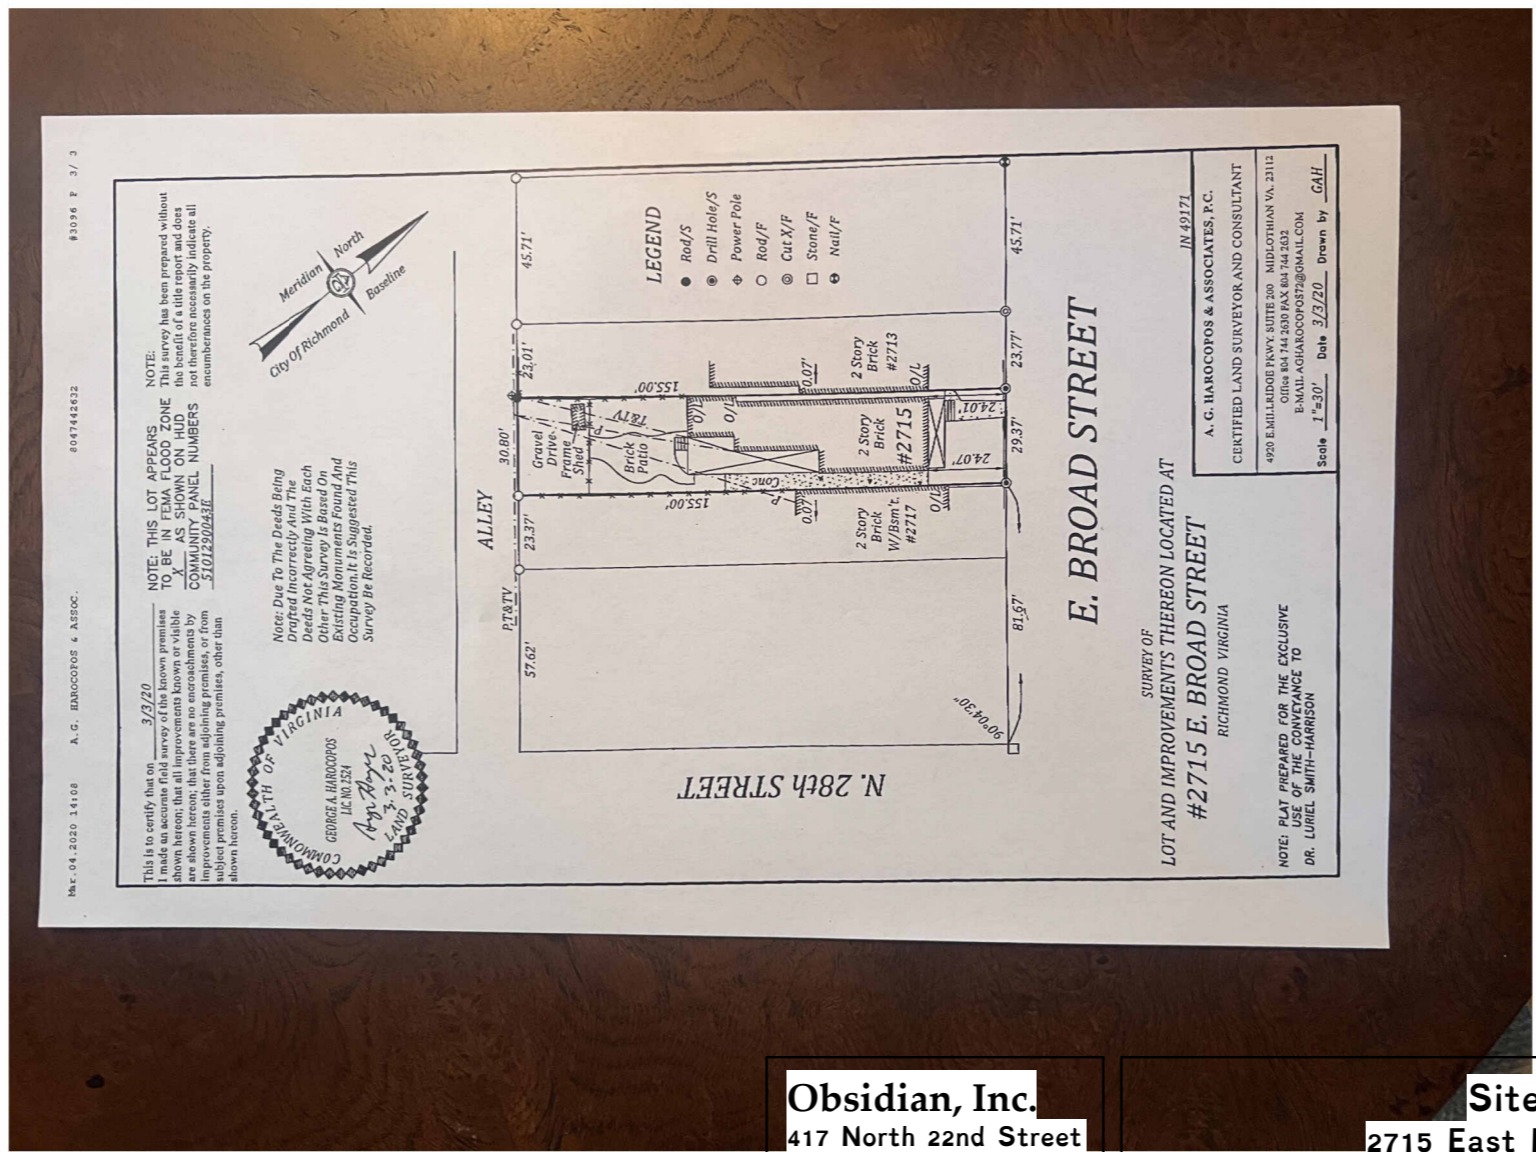 Mar.04.2020 14:08 A.G. HAROCOPOS & ASSOC. 8047442632 #3096 P 3/ 3
This is to certify that on 3/3/20
I made an accurate field survey of the known premises
shown hereon; that all improvements known or visible
are shown hereon; that there are no encroachments by
improvements either from adjoining premises, or from
subject premises upon adjoining premises, other than
shown hereon.
NOTE: THIS LOT APPEARS
TO BE IN FEMA FLOOD ZONE
X AS SHOWN ON HUD
COMMUNITY PANEL NUMBERS
5101290043E
NOTE:
This survey has been prepared without
the benefit of a title report and does
not therefore necessarily indicate all
encumberances on the property.
COMMONWEALTH OF VIRGINIA
GEORGE A. HAROCOPOS
LIC NO.2524
3.3.20
LAND SURVEYOR
Note: Due To The Deeds Being
Drafted Incorrectly And The
Deeds Not Agreeing With Each
Other This Survey Is Based On
Existing Monuments Found And
Occupation.It Is Suggested This
Survey Be Recorded.
Meridian North
City Of Richmond Baseline
ALLEY
P,T&TV
57.62'
23.37'
30.80'
23.01'
45.71'
Gravel
Drive
Frame
Shed
Brick
Patio
T&TV
P
155.00'
155.00'
Conc
P
O/L
O/L
0.07'
0.07'
2 Story
Brick
#2713
O/L
2 Story
Brick
#2715
2 Story
Brick
W/Bsm't.
#2717
O/L
24.07'
24.01'
LEGEND
Rod/S
Drill Hole/S
Power Pole
Rod/F
Cut X/F
Stone/F
Nail/F
N. 28th STREET
90°04'30"
81.67'
29.37'
23.77'
45.71'
E. BROAD STREET
SURVEY OF
LOT AND IMPROVEMENTS THEREON LOCATED AT
#2715 E. BROAD STREET
RICHMOND VIRGINIA
NOTE: PLAT PREPARED FOR THE EXCLUSIVE
USE OF THE CONVEYANCE TO
DR. LURIEL SMITH-HARRISON
JN 49171
A. G. HAROCOPOS & ASSOCIATES, P.C.
CERTIFIED LAND SURVEYOR AND CONSULTANT
4920 E.MILLRIDGE PKWY. SUITE 200 MIDLOTHIAN VA. 23112
Office 804 744 2630 FAX 804 744 2632
E-MAIL AGHAROCOPOS72@GMAIL.COM
Scale 1"=30' Date 3/3/20 Drawn by GAH
Obsidian, Inc.
417 North 22nd Street
Site
2715 East